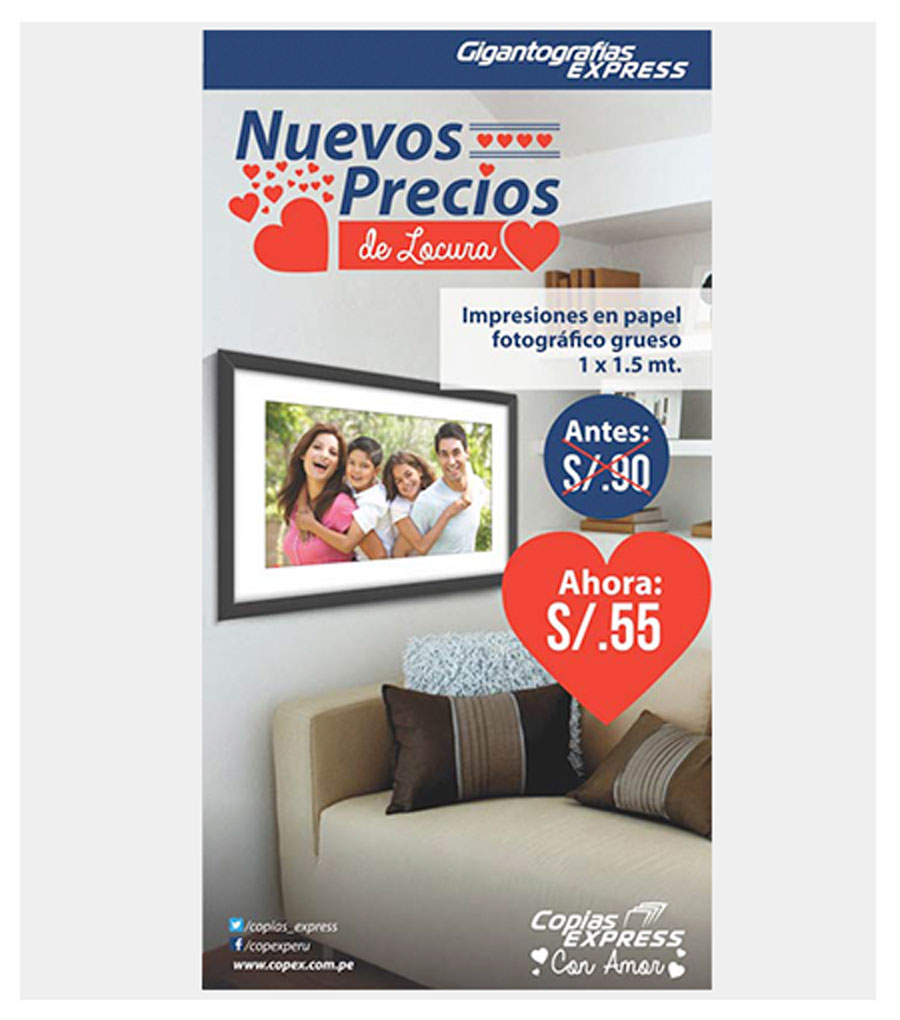 Gigantografías
EXPRESS
Nuevos
Precios
de Locura
Impresiones en papel
fotográfico grueso
1 x 1.5 mt.
Antes:
S/.90
Ahora:
S/.55
/copias_express
/copexperu
www.copex.com.pe
Copias
EXPRESS
Con Amor